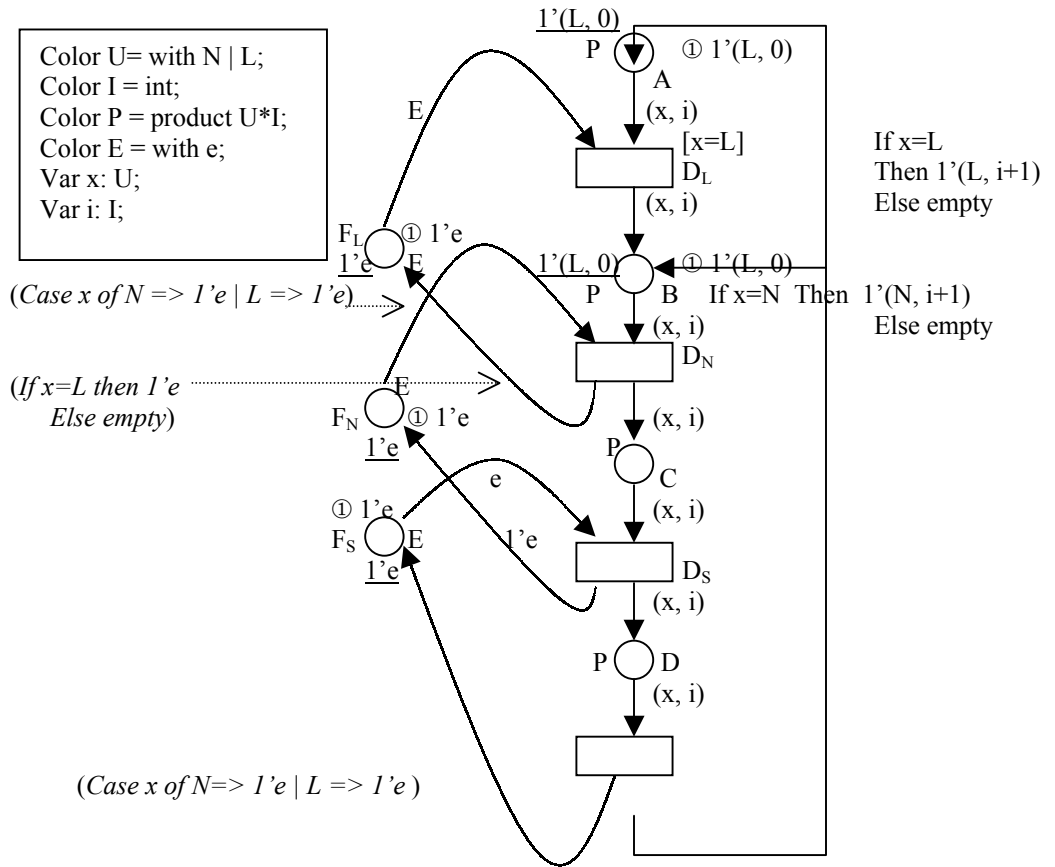 Color U= with N | L;
Color I = int;
Color P = product U*I;
Color E = with e;
Var x: U;
Var i: I;
1'(L, 0)
P
① 1'(L, 0)
A
(x, i)
E
[x=L]
D_L
(x, i)
If x=L
Then 1'(L, i+1)
Else empty
F_L
① 1'e
1'e
E
1'(L, 0)
① 1'(L, 0)
P
B
If x=N Then 1'(N, i+1)
Else empty
(Case x of N => 1'e | L => 1'e)
(x, i)
D_N
(If x=L then 1'e
Else empty)
E
F_N
① 1'e
1'e
(x, i)
P
C
e
(x, i)
① 1'e
F_S
E
1'e
1'e
D_S
(x, i)
P
D
(x, i)
(Case x of N=> 1'e | L => 1'e )